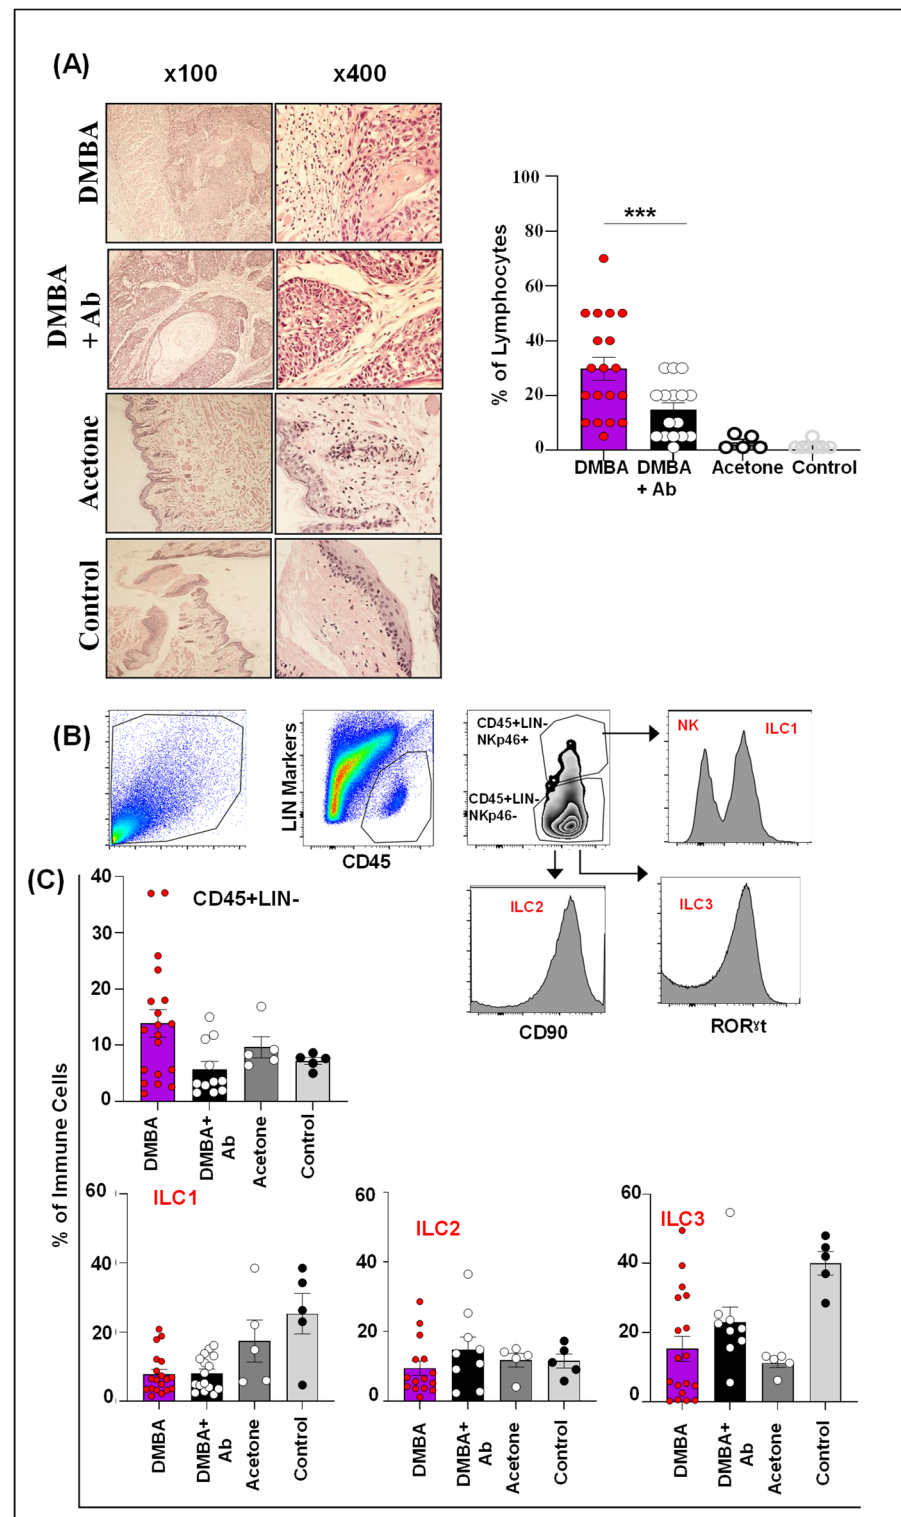 (A)
x100
x400
DMBA
DMBA
+ Ab
Acetone
Control
% of Lymphocytes
100
80
60
40
20
0
***
DMBA
DMBA
+ Ab
Acetone
Control
(B)
LIN Markers
CD45
CD45+LIN-
NKp46+
CD45+LIN-
NKp46-
NK
ILC1
ILC2
CD90
ILC3
RORɣt
(C)
% of Immune Cells
CD45+LIN-
40
30
20
10
0
DMBA
DMBA+
Ab
Acetone
Control
ILC1
60
40
20
0
DMBA
DMBA+
Ab
Acetone
Control
ILC2
60
40
20
0
DMBA
DMBA+
Ab
Acetone
Control
ILC3
60
40
20
0
DMBA
DMBA+
Ab
Acetone
Control